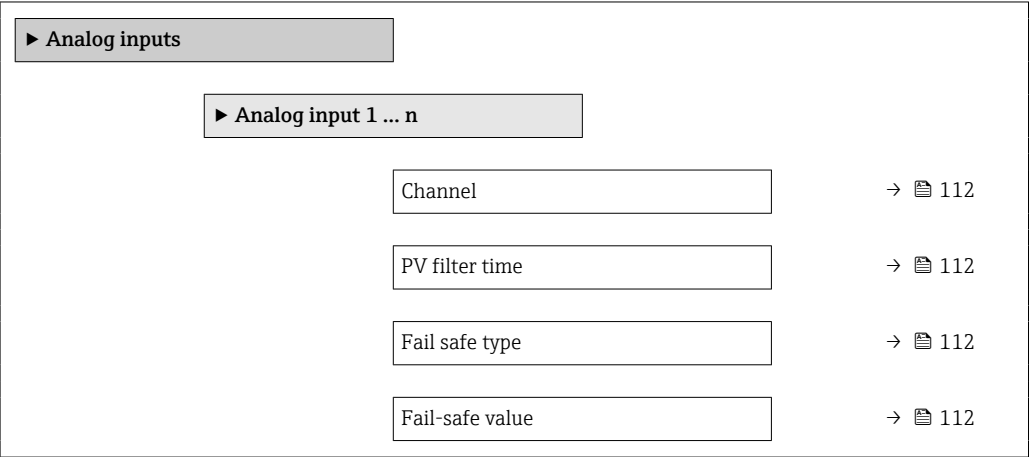 ▶ Analog inputs
▶ Analog input 1 ... n
Channel → 112
PV filter time → 112
Fail safe type → 112
Fail-safe value → 112